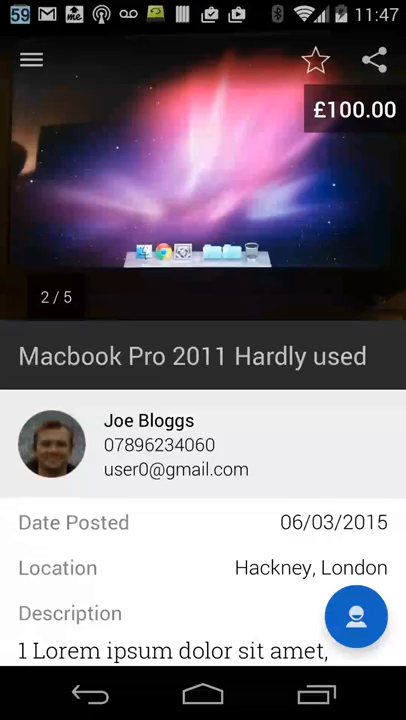 59
11:47
£100.00
2 / 5
Macbook Pro 2011 Hardly used
Joe Bloggs
07896234060
user0@gmail.com
Date Posted 06/03/2015
Location Hackney, London
Description
1 Lorem ipsum dolor sit amet,